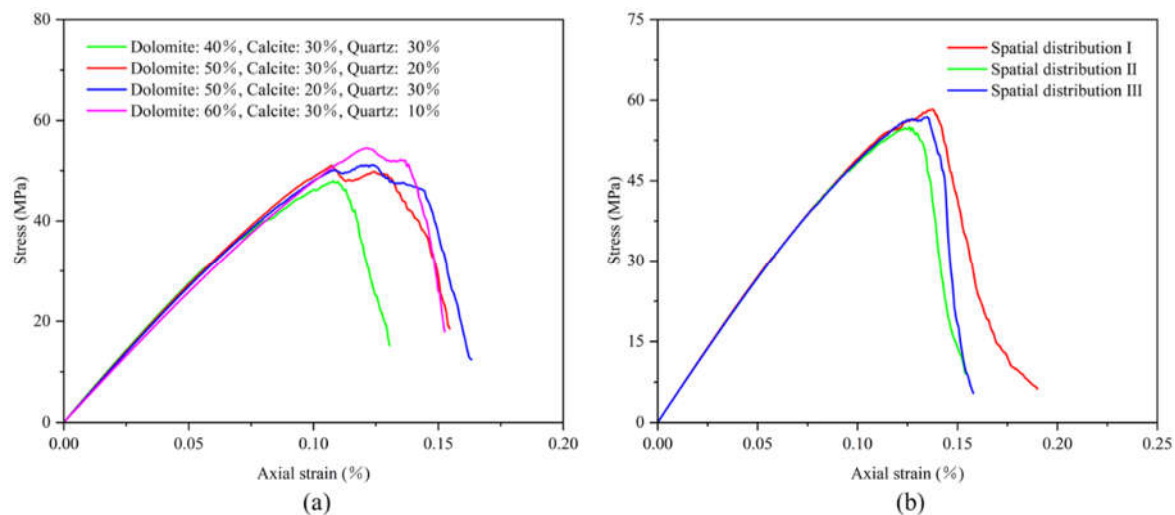 80
60
40
20
0
Stress (MPa)
Dolomite: 40%, Calcite: 30%, Quartz: 30%
Dolomite: 50%, Calcite: 30%, Quartz: 20%
Dolomite: 50%, Calcite: 20%, Quartz: 30%
Dolomite: 60%, Calcite: 30%, Quartz: 10%
0.00 0.05 0.10 0.15 0.20
Axial strain (%)
(a)
75
60
45
30
15
0
Stress (MPa)
Spatial distribution I
Spatial distribution II
Spatial distribution III
0.00 0.05 0.10 0.15 0.20 0.25
Axial strain (%)
(b)